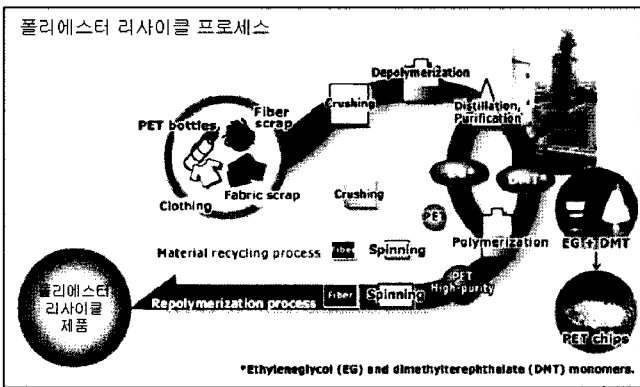 폴리에스터 리사이클 프로세스
Depolymerization
Crushing
Distillation,
Purification
Fiber
scrap
PET bottles
Fabric scrap
Clothing
Crushing
PET
Polymerization
EG[+]DMT
Material recycling process
Fiber
Spinning
PET
High-purity
폴리에스터
리사이클
제품
Repolymerization process
Fiber
Spinning
PET chips
*Ethyleneglycol (EG) and dimethylterephthalate (DMT) monomers.